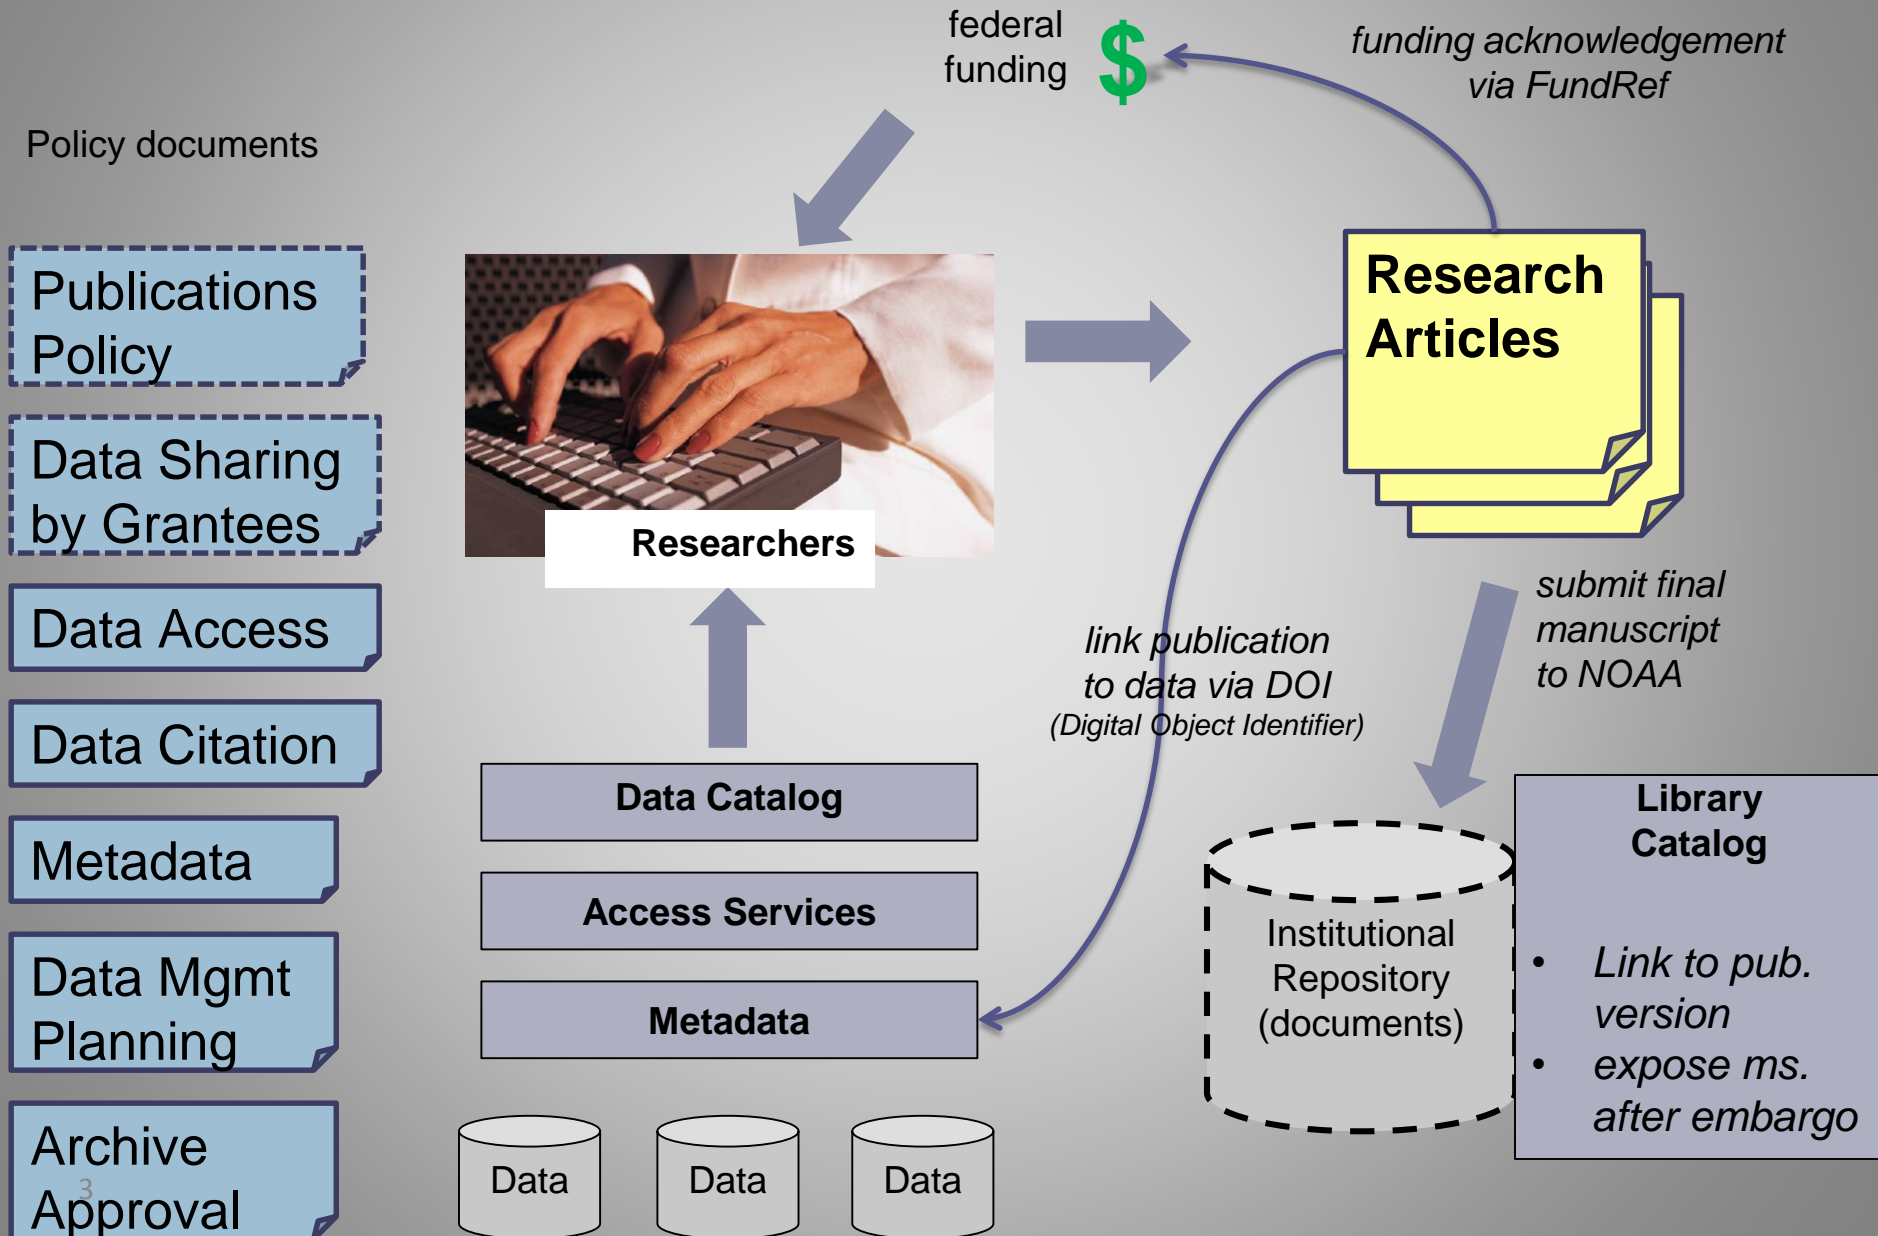 federal
funding
$
funding acknowledgement
via FundRef
Policy documents
Publications
Policy
Data Sharing
by Grantees
Data Access
Data Citation
Metadata
Data Mgmt
Planning
Archive
Approval
3
Researchers
Research
Articles
link publication
to data via DOI
(Digital Object Identifier)
submit final
manuscript
to NOAA
Data Catalog
Access Services
Metadata
Data
Data
Data
Institutional
Repository
(documents)
Library
Catalog
• Link to pub.
version
• expose ms.
after embargo